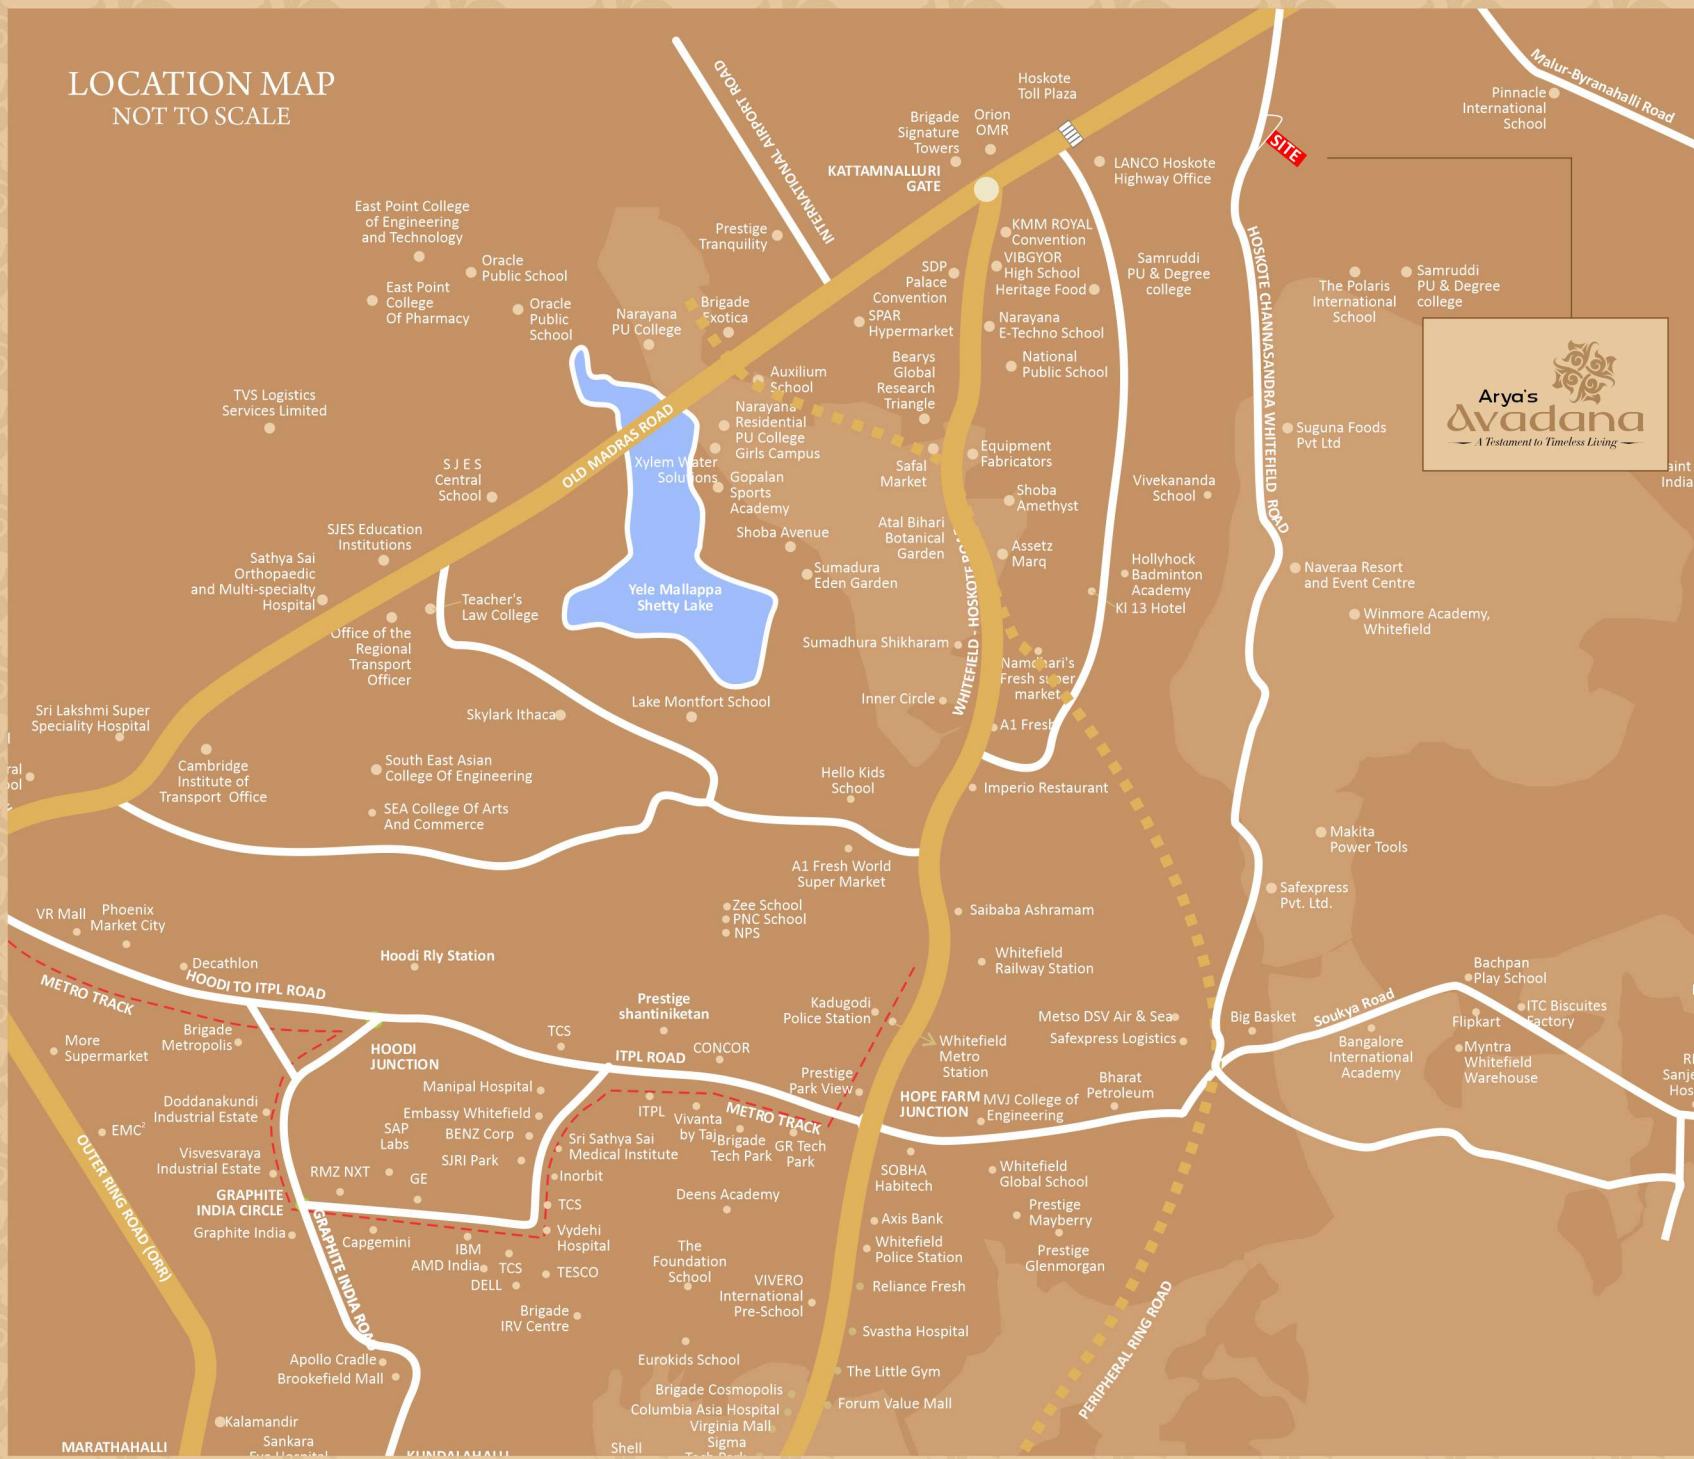 LOCATION MAP
NOT TO SCALE
INTERNATIONAL AIRPORT ROAD
Hoskote
Toll Plaza
Brigade
Signature
Towers
Orion
OMR
KATTAMNALLURI
GATE
LANCO Hoskote
Highway Office
SITE
Malur-Byranahalli Road
Pinnacle
International
School
East Point College
of Engineering
and Technology
Oracle
Public School
East Point
College
Of Pharmacy
Oracle
Public
School
Prestige
Tranquility
Narayana
PU College
Brigade
Exotica
KMM ROYAL
Convention
VIBGYOR
High School
Heritage Food
SDP
Palace
Convention
SPAR
Hypermarket
Narayana
E-Techno School
Samruddi
PU & Degree
college
The Polaris
International
School
Samruddi
PU & Degree
college
HOSKOTE CHANNASANDRA WHITEFIELD ROAD
Arya's
Avadana
A Testament to Timeless Living
Bearys
Global
Research
Triangle
National
Public School
Auxilium
School
Narayana
Residential
PU College
Girls Campus
TVS Logistics
Services Limited
OLD MADRAS ROAD
Xylem Water
Solutions
Gopalan
Sports
Academy
Safal
Market
Equipment
Fabricators
Suguna Foods
Pvt Ltd
aint
India
S J E S
Central
School
Shoba
Amethyst
Vivekananda
School
SJES Education
Institutions
Shoba Avenue
Atal Bihari
Botanical
Garden
Assetz
Marq
Sathya Sai
Orthopaedic
and Multi-specialty
Hospital
Sumadura
Eden Garden
Hollyhock
Badminton
Academy
KI 13 Hotel
Naveraa Resort
and Event Centre
Winmore Academy,
Whitefield
Yele Mallappa
Shetty Lake
Teacher's
Law College
Office of the
Regional
Transport
Officer
WHITEFIELD - HOSKOTE ROAD
Sumadhura Shikharam
Namdhari's
Fresh super
market
Inner Circle
A1 Fresh
Sri Lakshmi Super
Speciality Hospital
Skylark Ithaca
Lake Montfort School
ral
ool
Cambridge
Institute of
Transport Office
South East Asian
College Of Engineering
SEA College Of Arts
And Commerce
Hello Kids
School
Imperio Restaurant
A1 Fresh World
Super Market
Makita
Power Tools
Safexpress
Pvt. Ltd.
VR Mall
Phoenix
Market City
Zee School
PNC School
NPS
Saibaba Ashramam
Decathlon
Hoodi Rly Station
HOODI TO ITPL ROAD
METRO TRACK
Whitefield
Railway Station
Bachpan
Play School
Prestige
shantiniketan
Kadugodi
Police Station
Metso DSV Air & Sea
Safexpress Logistics
Big Basket
Soukya Road
ITC Biscuites
Factory
Flipkart
Bangalore
International
Academy
Myntra
Whitefield
Warehouse
Sanje
Hos
More
Supermarket
Brigade
Metropolis
HOODI
JUNCTION
TCS
ITPL ROAD
CONCOR
Whitefield
Metro
Station
Prestige
Park View
Manipal Hospital
HOPE FARM
JUNCTION
MVJ College of
Engineering
Bharat
Petroleum
Doddanakundi
Industrial Estate
EMC2
Embassy Whitefield
SAP
Labs
BENZ Corp
ITPL
Vivanta
by Taj
METRO TRACK
Brigade
Tech Park
GR Tech
Park
Sri Sathya Sai
Medical Institute
Visvesvaraya
Industrial Estate
SJRI Park
RMZ NXT
GE
Inorbit
SOBHA
Habitech
Whitefield
Global School
OUTER RING ROAD (ORR)
GRAPHITE
INDIA CIRCLE
Graphite India
TCS
Deens Academy
Axis Bank
Prestige
Mayberry
GRAPHITE INDIA ROAD
Capgemini
Vydehi
Hospital
IBM
AMD India
TCS
DELL
TESCO
The
Foundation
School
Whitefield
Police Station
Prestige
Glenmorgan
VIVERO
International
Pre-School
Reliance Fresh
Brigade
IRV Centre
Svastha Hospital
PERIPHERAL RING ROAD
Apollo Cradle
Brookefield Mall
Eurokids School
The Little Gym
Brigade Cosmopolis
Columbia Asia Hospital
Virginia Mall
Sigma
Tech Park
Forum Value Mall
Kalamandir
Sankara
Eye Hospital
MARATHAHALLI
KUNDALAHALLI
Shell